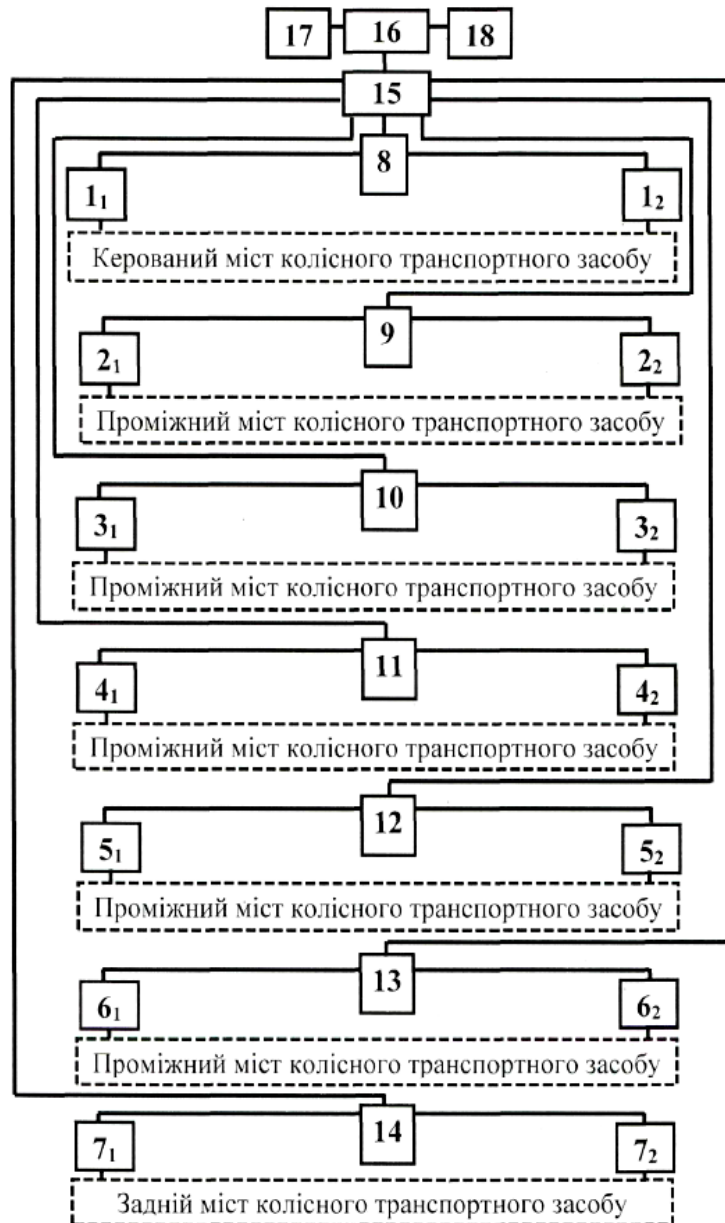 17 16 18
15
8
1₁ 1₂
Керований міст колісного транспортного засобу
9
2₁ 2₂
Проміжний міст колісного транспортного засобу
10
3₁ 3₂
Проміжний міст колісного транспортного засобу
11
4₁ 4₂
Проміжний міст колісного транспортного засобу
12
5₁ 5₂
Проміжний міст колісного транспортного засобу
13
6₁ 6₂
Проміжний міст колісного транспортного засобу
14
7₁ 7₂
Задній міст колісного транспортного засобу